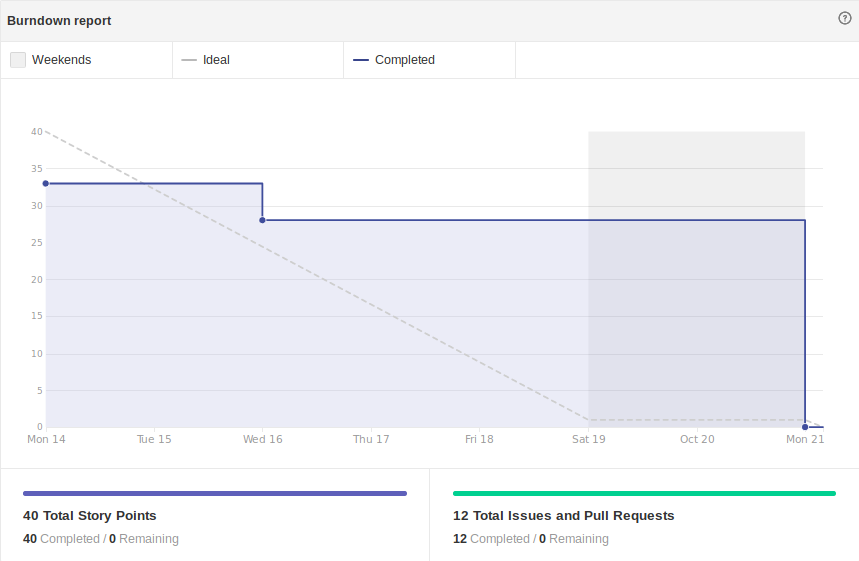 Burndown report
Weekends
Ideal
Completed
40
35
30
25
20
15
10
5
0
Mon 14 Tue 15 Wed 16 Thu 17 Fri 18 Sat 19 Oct 20 Mon 21
40 Total Story Points
40 Completed / 0 Remaining
12 Total Issues and Pull Requests
12 Completed / 0 Remaining